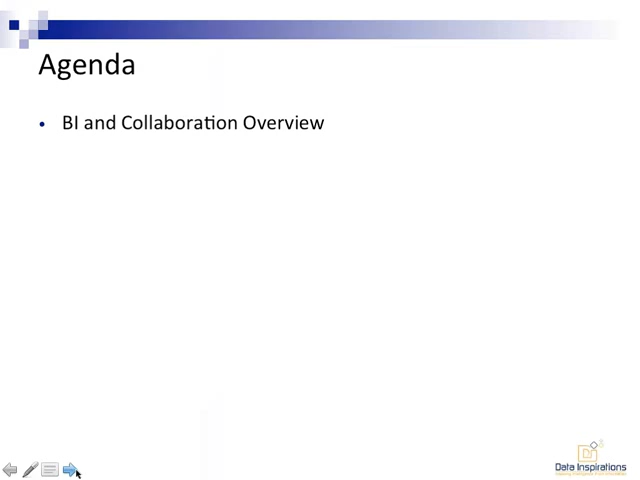 Agenda
• BI and Collaboration Overview
Data Inspirations